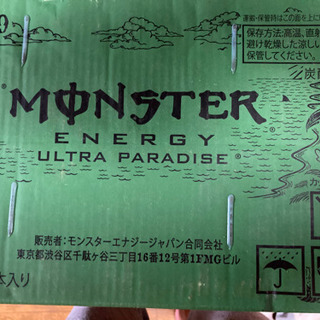 運搬・保管時はこの面を上に
保存方法:高温、直射
避け乾燥した涼しい
保管してください。
炭酸
MONSTER
ENERGY
ULTRA PARADISE
販売者:モンスターエナジージャパン合同会社
東京都渋谷区千駄ヶ谷三丁目16番12号第1FMGビル
本入り